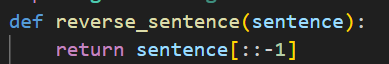 def reverse_sentence(sentence):
    return sentence[::-1]